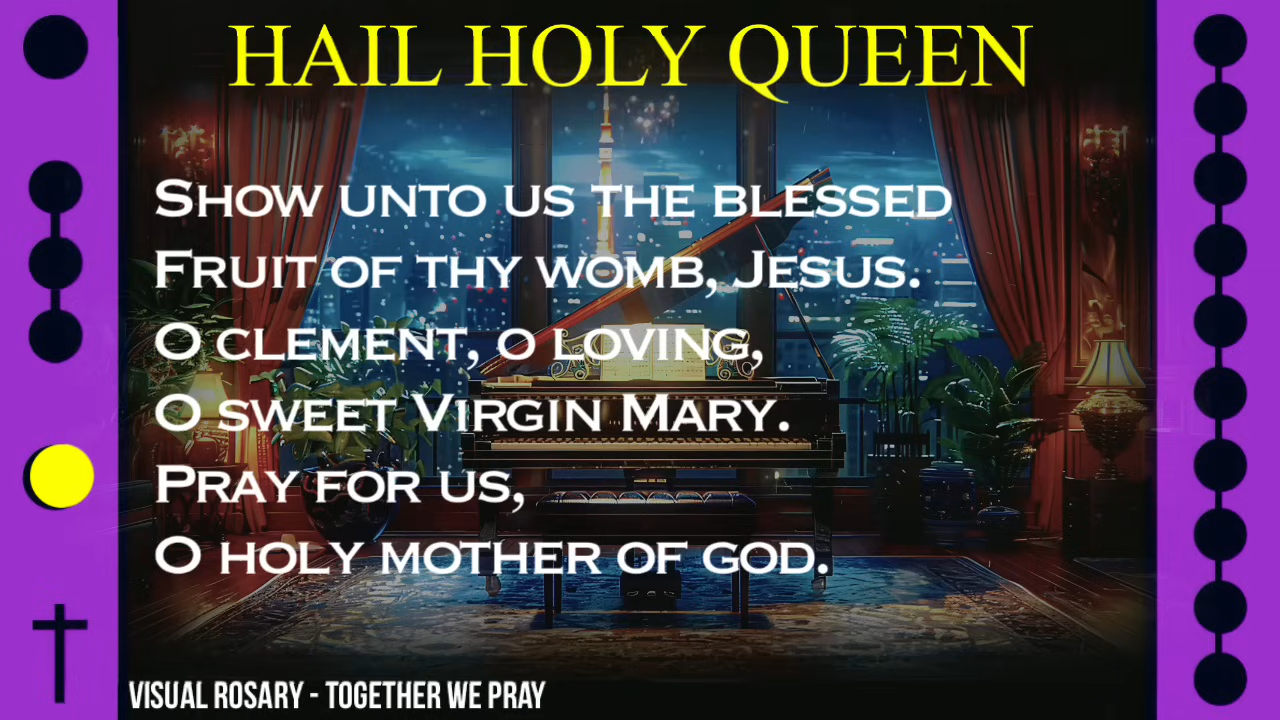 HAIL HOLY QUEEN
Show unto us the blessed
Fruit of thy womb, Jesus.
O clement, o loving,
O sweet Virgin Mary.
Pray for us,
O holy mother of god.
VISUAL ROSARY - TOGETHER WE PRAY